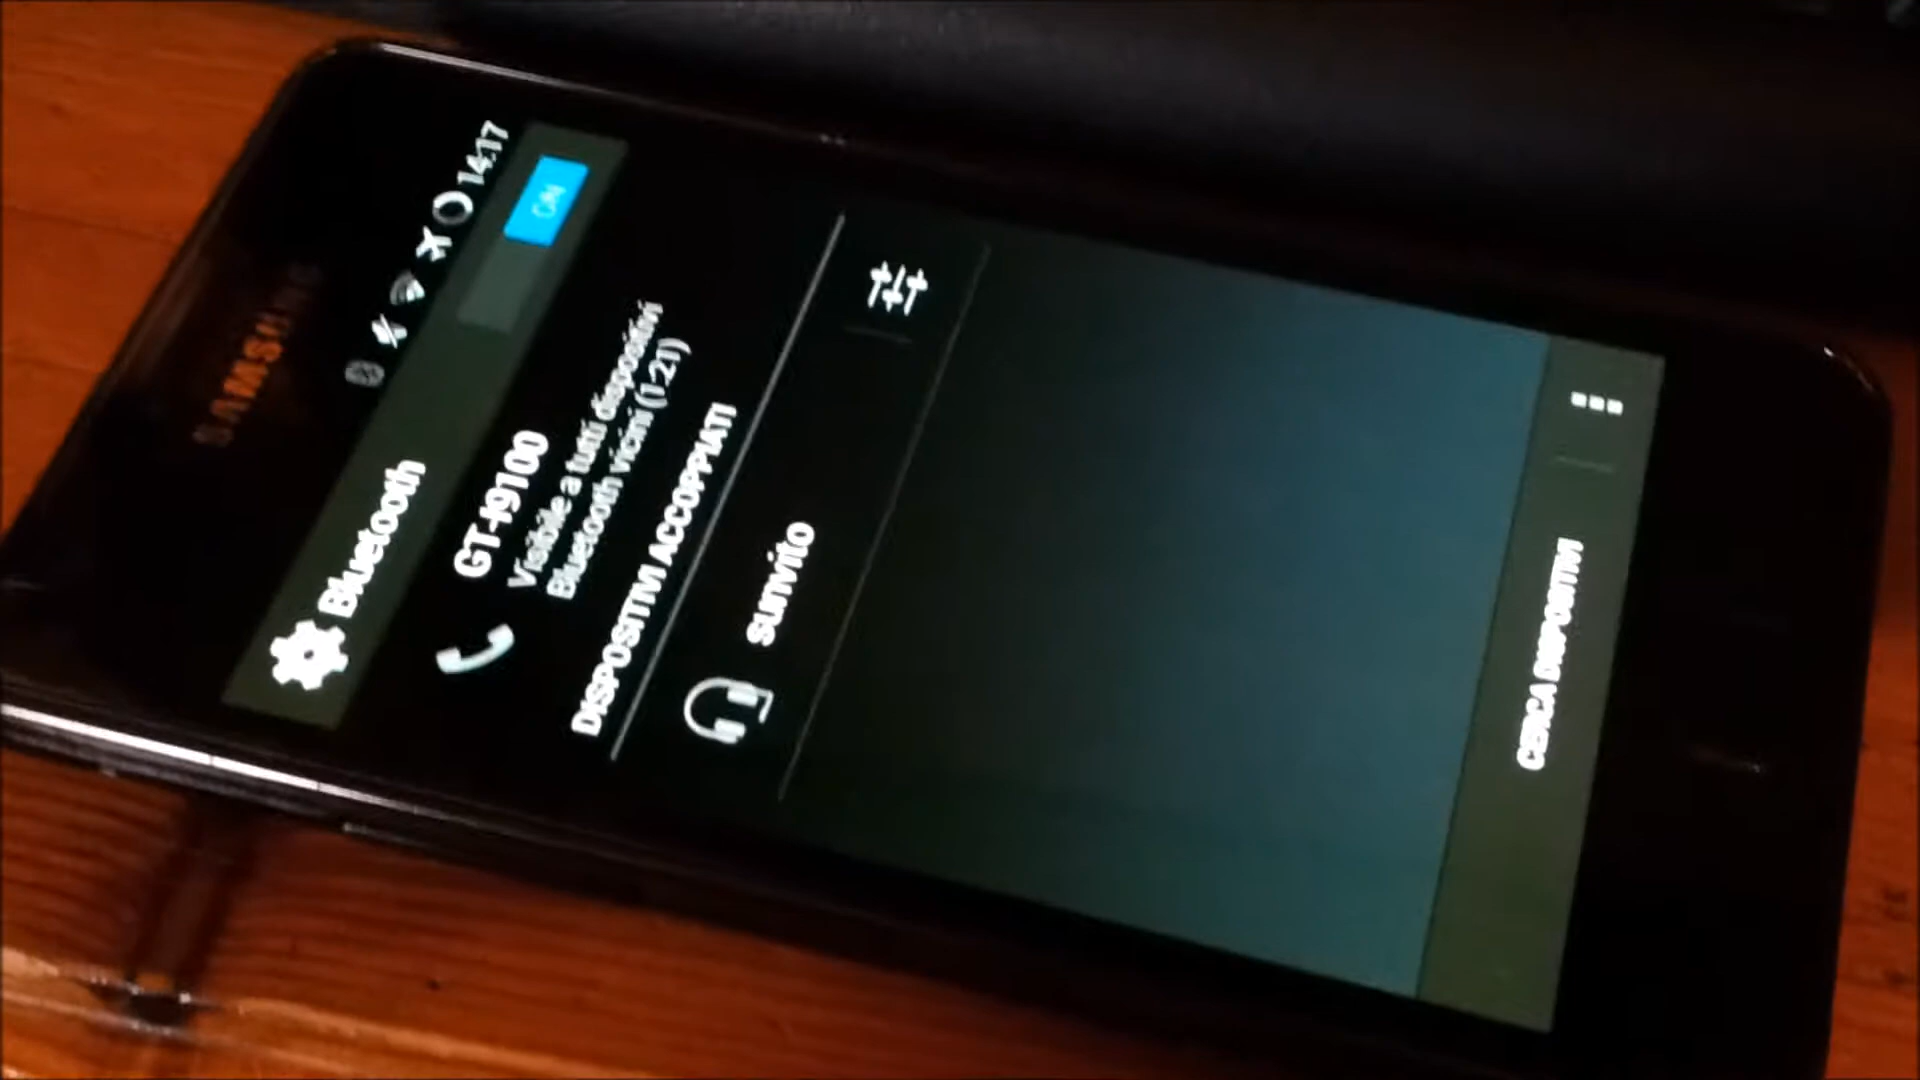 SAMSUNG
14:17
Bluetooth
ON
GT-I9100
Visibile a tutti dispositivi
Bluetooth vicini (1:21)
DISPOSITIVI ACCOPPIATI
sunvito
CERCA DISPOSITIVI